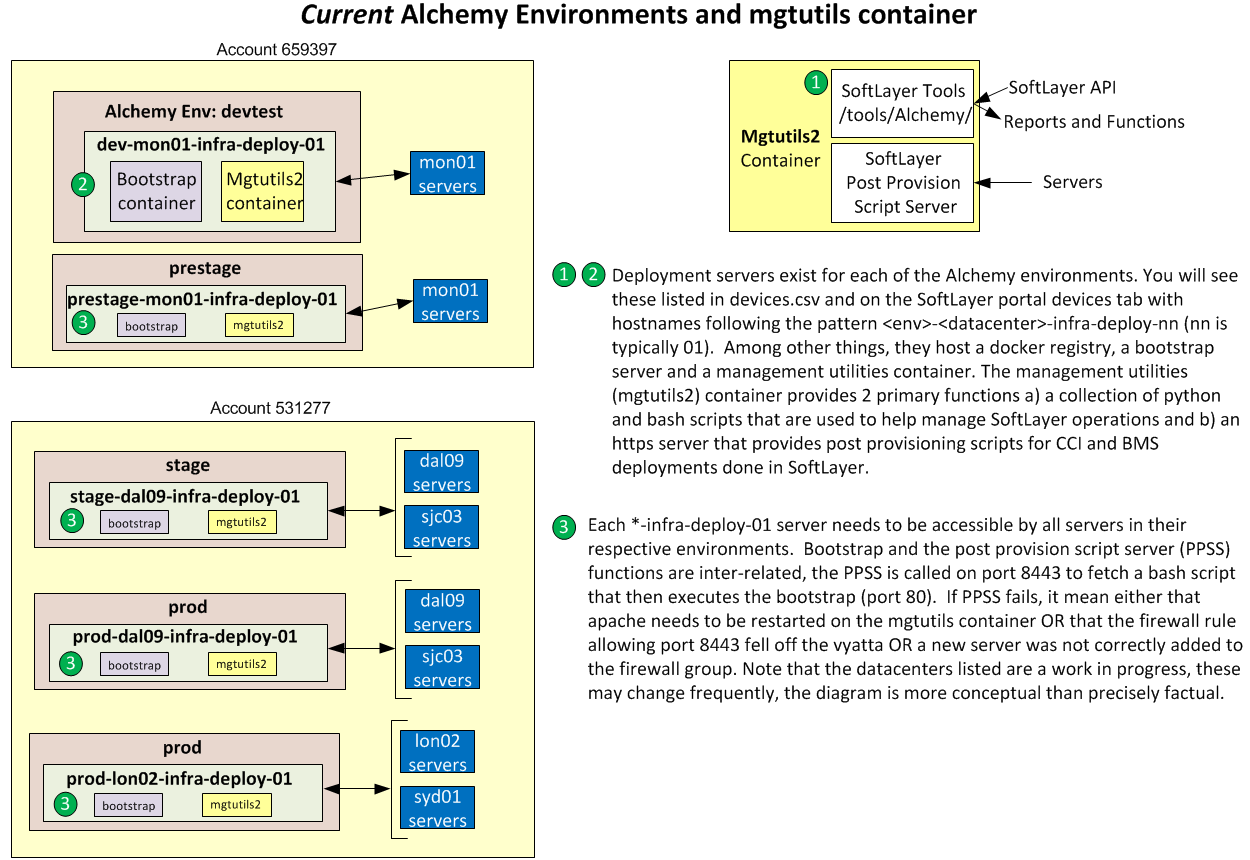 Current Alchemy Environments and mgtutils container
Account 659397
Alchemy Env: devtest
dev-mon01-infra-deploy-01
2
Bootstrap
container
Mgtutils2
container
mon01
servers
prestage
prestage-mon01-infra-deploy-01
3
bootstrap
mgtutils2
mon01
servers
Account 531277
stage
stage-dal09-infra-deploy-01
3
bootstrap
mgtutils2
dal09
servers
sjc03
servers
prod
prod-dal09-infra-deploy-01
3
bootstrap
mgtutils2
dal09
servers
sjc03
servers
prod
prod-lon02-infra-deploy-01
3
bootstrap
mgtutils2
lon02
servers
syd01
servers
Mgtutils2
Container
1
SoftLayer Tools
/tools/Alchemy/
SoftLayer API
Reports and Functions
SoftLayer
Post Provision
Script Server
Servers
1 2 Deployment servers exist for each of the Alchemy environments. You will see
these listed in devices.csv and on the SoftLayer portal devices tab with
hostnames following the pattern <env>-<datacenter>-infra-deploy-nn (nn is
typically 01).  Among other things, they host a docker registry, a bootstrap
server and a management utilities container. The management utilities
(mgtutils2) container provides 2 primary functions a) a collection of python
and bash scripts that are used to help manage SoftLayer operations and b) an
https server that provides post provisioning scripts for CCI and BMS
deployments done in SoftLayer.
3 Each *-infra-deploy-01 server needs to be accessible by all servers in their
respective environments.  Bootstrap and the post provision script server (PPSS)
functions are inter-related, the PPSS is called on port 8443 to fetch a bash script
that then executes the bootstrap (port 80).  If PPSS fails, it mean either that
apache needs to be restarted on the mgtutils container OR that the firewall rule
allowing port 8443 fell off the vyatta OR a new server was not correctly added to
the firewall group. Note that the datacenters listed are a work in progress, these
may change frequently, the diagram is more conceptual than precisely factual.